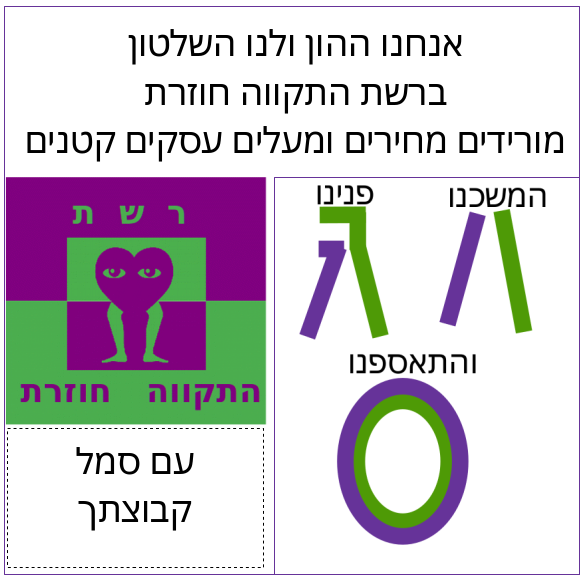 אנחנו ההון ולנו השלטון
ברשת התקווה חוזרת
מורידים מחירים ומעלים עסקים קטנים
המשכנו
פנינו
והתאספנו
רשת
התקווה חוזרת
עם סמל
קבוצתך